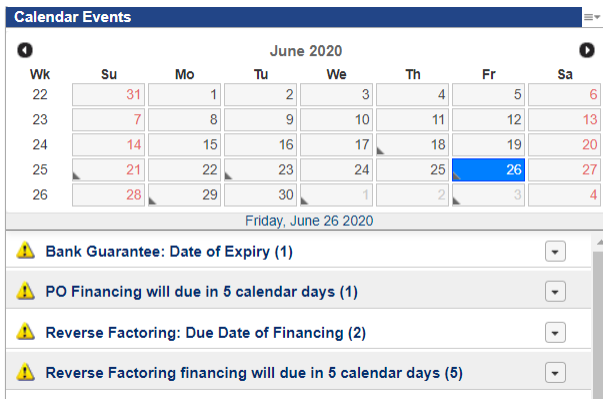 Calendar Events
June 2020
Wk Su Mo Tu We Th Fr Sa
22 31 1 2 3 4 5 6
23 7 8 9 10 11 12 13
24 14 15 16 17 18 19 20
25 21 22 23 24 25 26 27
26 28 29 30 1 2 3 4
Friday, June 26 2020
Bank Guarantee: Date of Expiry (1)
PO Financing will due in 5 calendar days (1)
Reverse Factoring: Due Date of Financing (2)
Reverse Factoring financing will due in 5 calendar days (5)